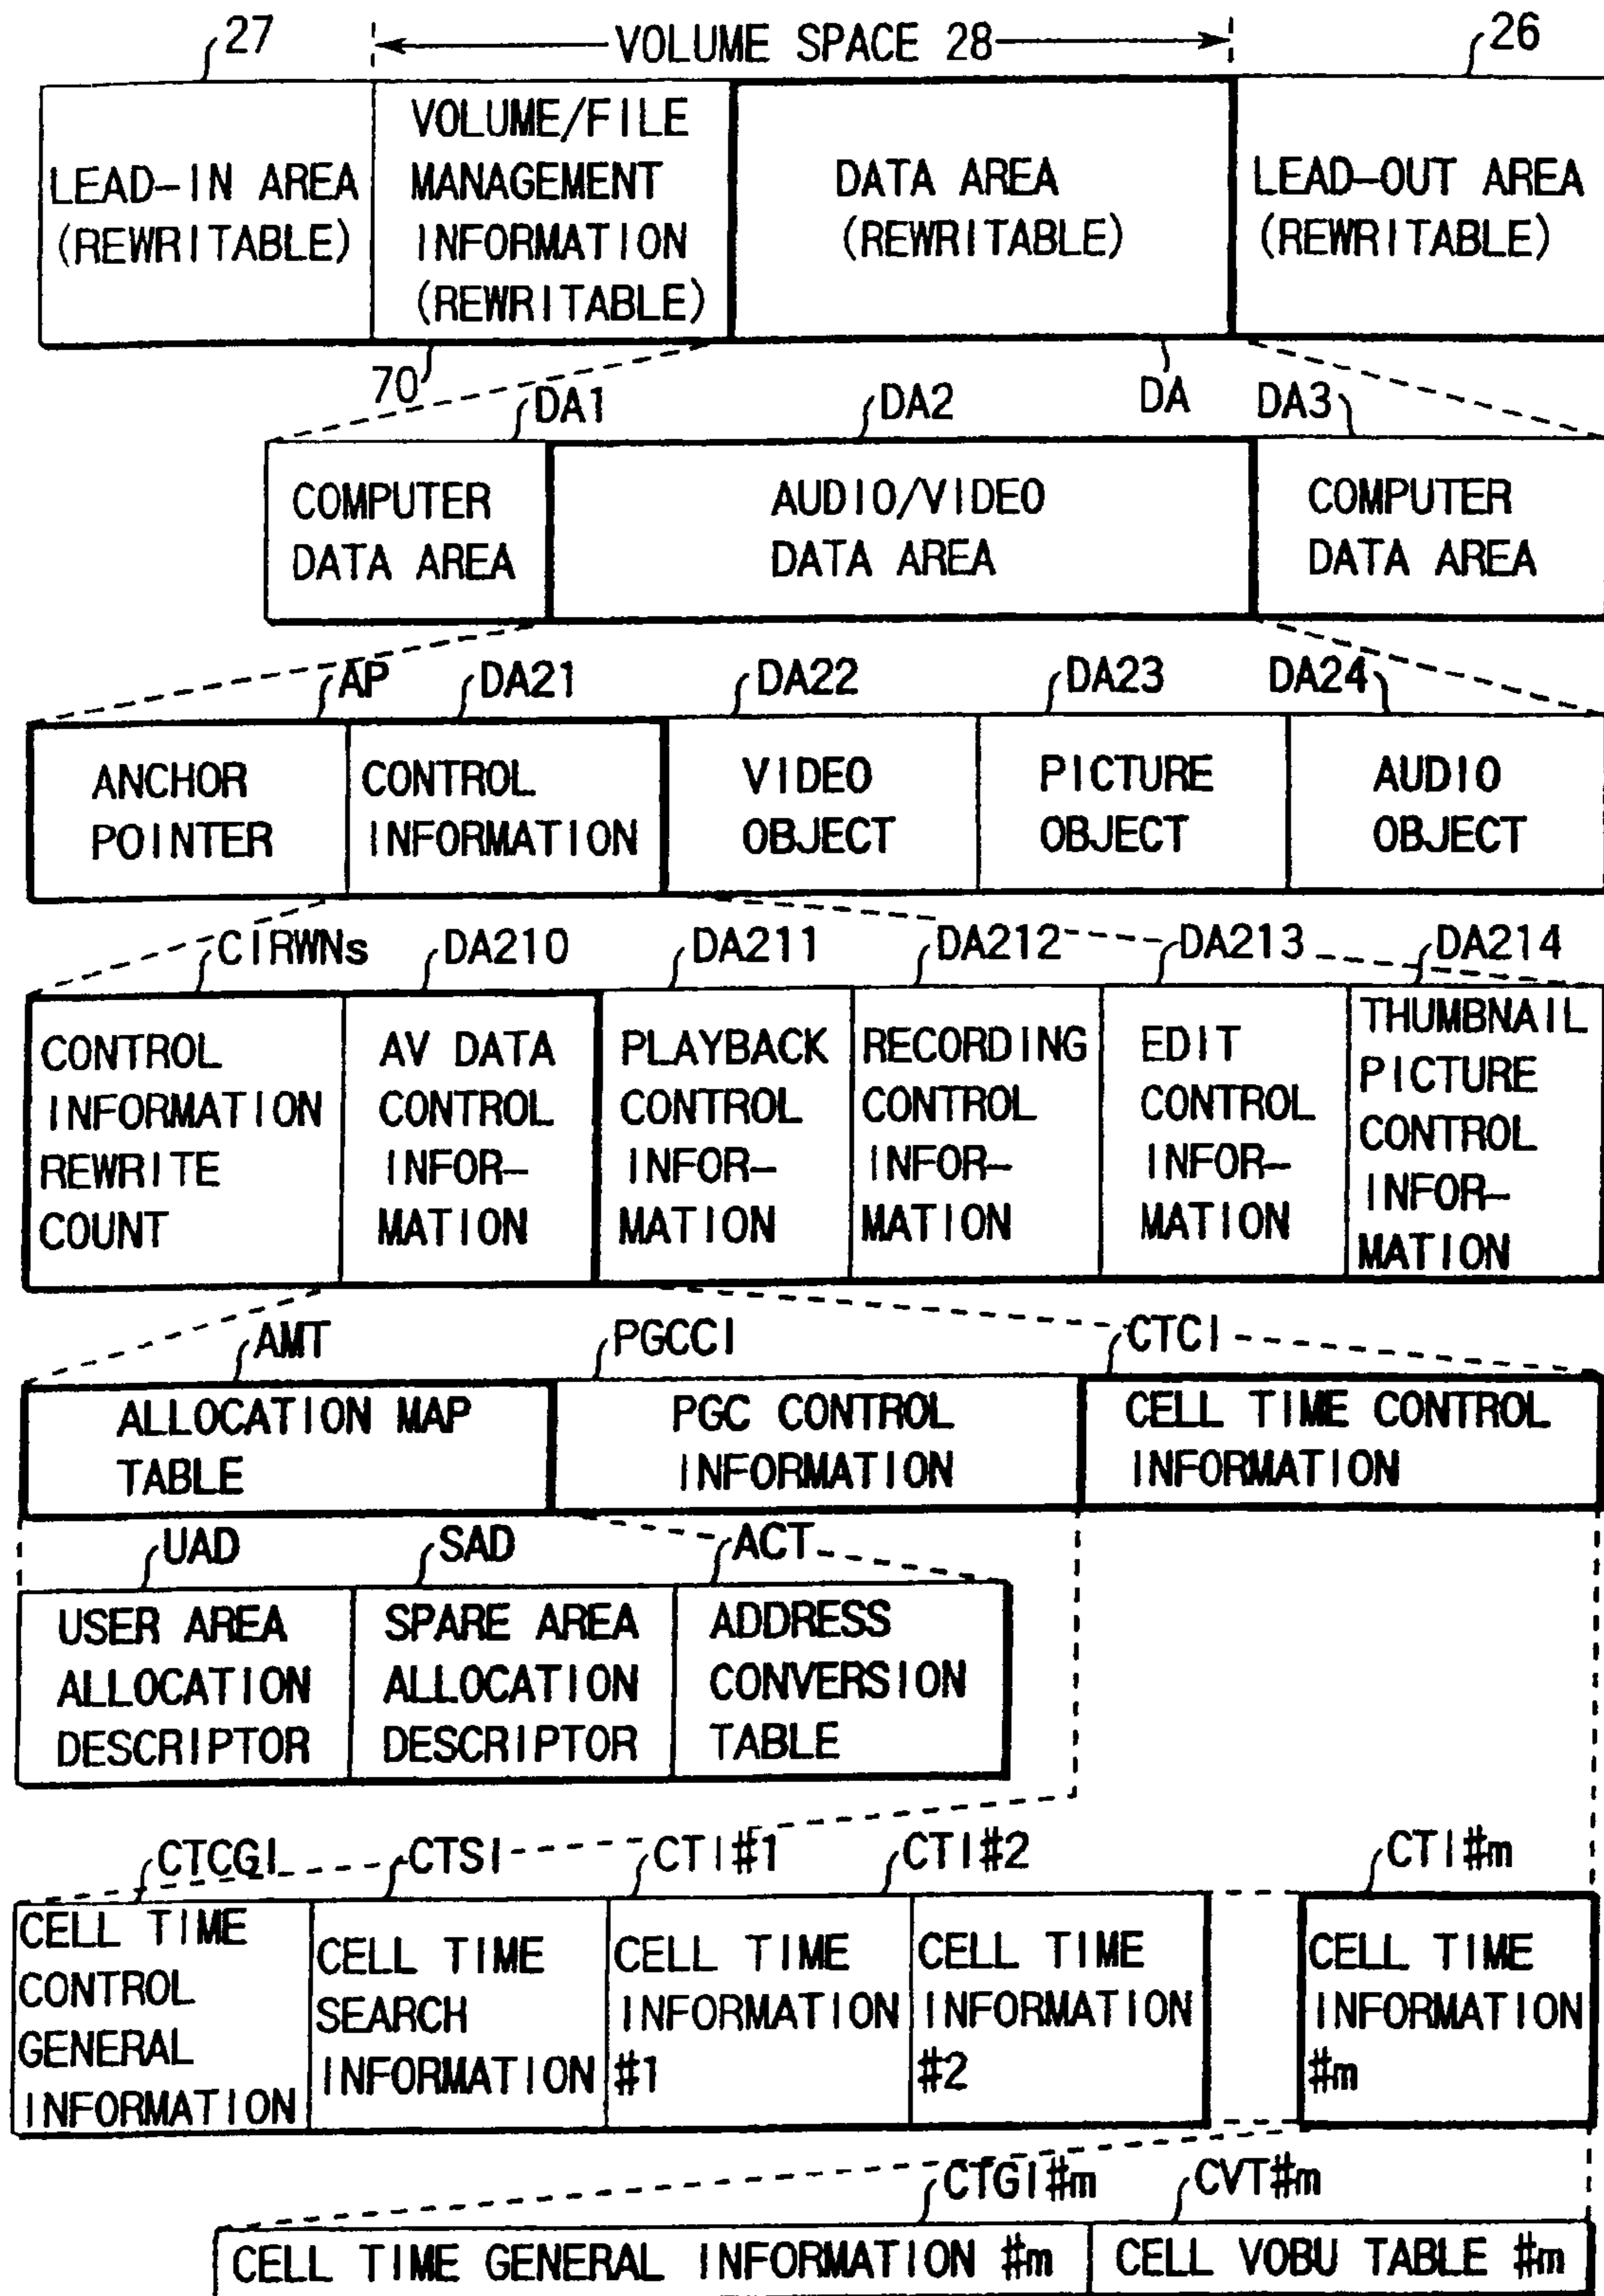 27
VOLUME SPACE 28
26
LEAD-IN AREA
(REWRITABLE)
VOLUME/FILE
MANAGEMENT
INFORMATION
(REWRITABLE)
DATA AREA
(REWRITABLE)
LEAD-OUT AREA
(REWRITABLE)
70
DA1
DA2
DA
DA3
COMPUTER
DATA AREA
AUDIO/VIDEO
DATA AREA
COMPUTER
DATA AREA
AP
DA21
DA22
DA23
DA24
ANCHOR
POINTER
CONTROL
INFORMATION
VIDEO
OBJECT
PICTURE
OBJECT
AUDIO
OBJECT
CIRWNs
DA210
DA211
DA212
DA213
DA214
CONTROL
INFORMATION
REWRITE
COUNT
AV DATA
CONTROL
INFOR-
MATION
PLAYBACK
CONTROL
INFOR-
MATION
RECORDING
CONTROL
INFOR-
MATION
EDIT
CONTROL
INFOR-
MATION
THUMBNAIL
PICTURE
CONTROL
INFOR-
MATION
AMT
PGCCI
CTCI
ALLOCATION MAP
TABLE
PGC CONTROL
INFORMATION
CELL TIME CONTROL
INFORMATION
UAD
SAD
ACT
USER AREA
ALLOCATION
DESCRIPTOR
SPARE AREA
ALLOCATION
DESCRIPTOR
ADDRESS
CONVERSION
TABLE
CTCGI
CTSI
CTI#1
CTI#2
CTI#m
CELL TIME
CONTROL
GENERAL
INFORMATION
CELL TIME
SEARCH
INFORMATION
CELL TIME
INFORMATION
#1
CELL TIME
INFORMATION
#2
CELL TIME
INFORMATION
#m
CTGI#m
CVT#m
CELL TIME GENERAL INFORMATION #m
CELL VOBU TABLE #m